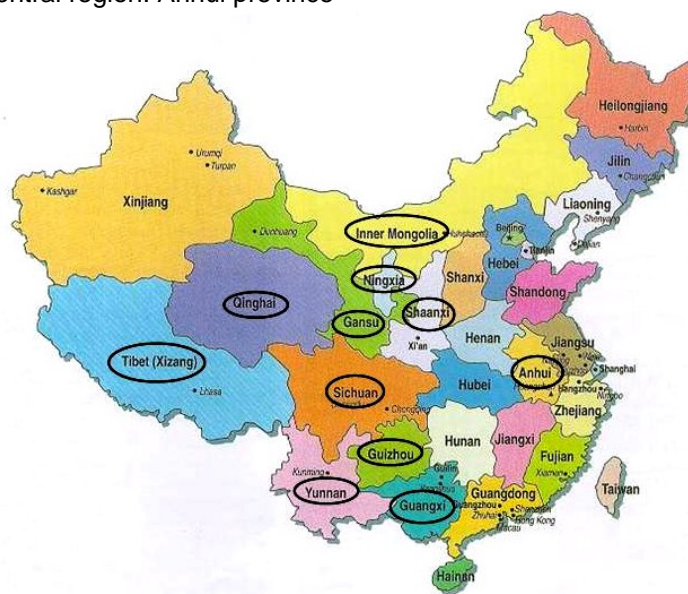 entral region: Anhui province
Heilongjiang
Harbin
Jilin
Changchun
Urumqi
Turpan
Kashgar
Xinjiang
Liaoning
Shenyang
Dunhuang
Inner Mongolia
Beijing
Tianjin
Dalian
Hebei
Ningxia
Shanxi
Shandong
Qinghai
Gansu
Shaanxi
Xi'an
Henan
Jiangsu
Tibet (Xizang)
Anhui
Shanghai
Lhasa
Sichuan
Hubei
Hangzhou
Ningbo
Chongqing
Zhejiang
Guizhou
Hunan
Jiangxi
Fujian
Kunming
Guilin
Xiamen
Yunnan
Guangxi
Guangdong
Guangzhou
Shenzhen
Zhuhai
Hong Kong
Macau
Taiwan
Hainan